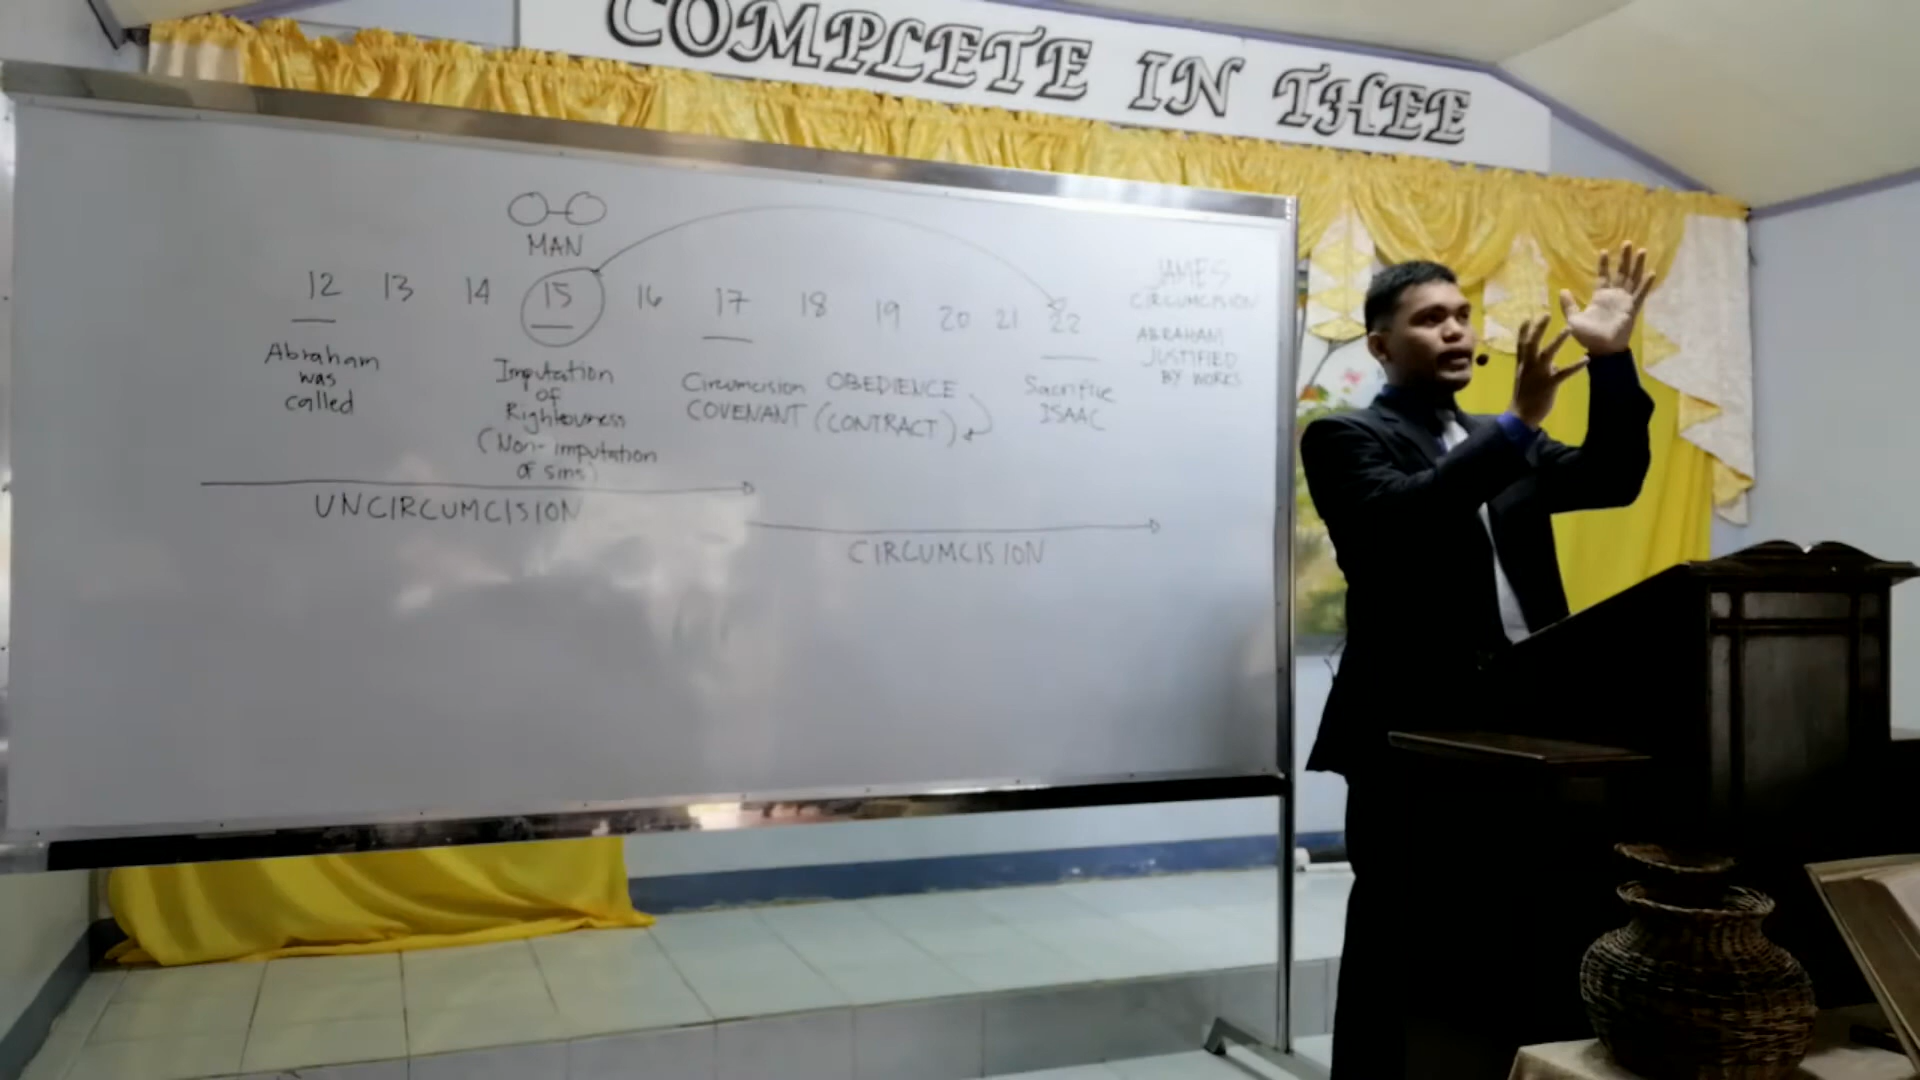 COMPLETE IN THEE
MAN
12 13 14 15 16 17 18 19 20 21 22
Abraham
was
called
Imputation
of
Righteousness
(Non-imputation
of sins)
Circumcision OBEDIENCE
COVENANT (CONTRACT)
Sacrifice
ISAAC
JAMES
CIRCUMCISION
ABRAHAM
JUSTIFIED
BY WORKS
UNCIRCUMCISION
CIRCUMCISION